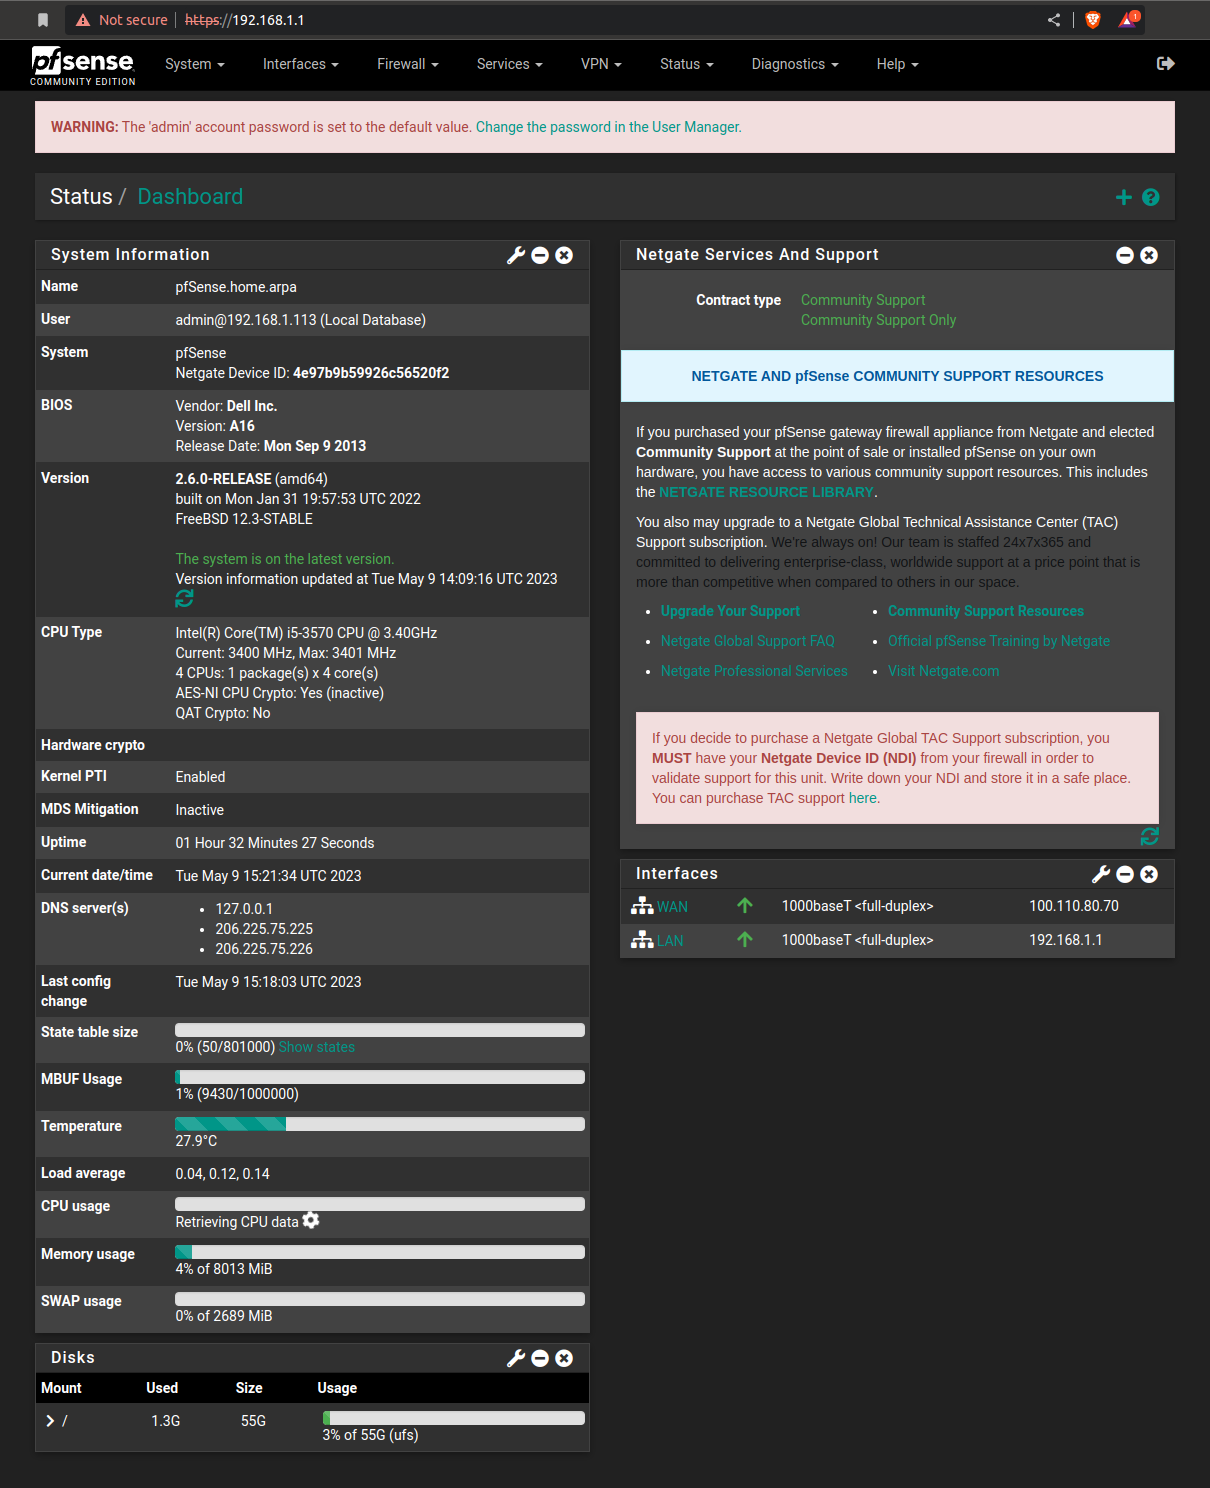 Not secure https://192.168.1.1
1
pfsense
COMMUNITY EDITION
System Interfaces Firewall Services VPN Status Diagnostics Help
WARNING: The 'admin' account password is set to the default value. Change the password in the User Manager.
Status / Dashboard
System Information
Name pfSense.home.arpa
User admin@192.168.1.113 (Local Database)
System pfSense
Netgate Device ID: 4e97b9b59926c56520f2
BIOS Vendor: Dell Inc.
Version: A16
Release Date: Mon Sep 9 2013
Version 2.6.0-RELEASE (amd64)
built on Mon Jan 31 19:57:53 UTC 2022
FreeBSD 12.3-STABLE
The system is on the latest version.
Version information updated at Tue May 9 14:09:16 UTC 2023
CPU Type Intel(R) Core(TM) i5-3570 CPU @ 3.40GHz
Current: 3400 MHz, Max: 3401 MHz
4 CPUs: 1 package(s) x 4 core(s)
AES-NI CPU Crypto: Yes (inactive)
QAT Crypto: No
Hardware crypto
Kernel PTI Enabled
MDS Mitigation Inactive
Uptime 01 Hour 32 Minutes 27 Seconds
Current date/time Tue May 9 15:21:34 UTC 2023
DNS server(s) • 127.0.0.1
• 206.225.75.225
• 206.225.75.226
Last config Tue May 9 15:18:03 UTC 2023
change
State table size
0% (50/801000) Show states
MBUF Usage
1% (9430/1000000)
Temperature
27.9°C
Load average 0.04, 0.12, 0.14
CPU usage
Retrieving CPU data
Memory usage
4% of 8013 MiB
SWAP usage
0% of 2689 MiB
Disks
Mount Used Size Usage
/ 1.3G 55G
3% of 55G (ufs)
Netgate Services And Support
Contract type Community Support
Community Support Only
NETGATE AND pfSense COMMUNITY SUPPORT RESOURCES
If you purchased your pfSense gateway firewall appliance from Netgate and elected
Community Support at the point of sale or installed pfSense on your own
hardware, you have access to various community support resources. This includes
the NETGATE RESOURCE LIBRARY.
You also may upgrade to a Netgate Global Technical Assistance Center (TAC)
Support subscription. We're always on! Our team is staffed 24x7x365 and
committed to delivering enterprise-class, worldwide support at a price point that is
more than competitive when compared to others in our space.
• Upgrade Your Support • Community Support Resources
• Netgate Global Support FAQ • Official pfSense Training by Netgate
• Netgate Professional Services • Visit Netgate.com
If you decide to purchase a Netgate Global TAC Support subscription, you
MUST have your Netgate Device ID (NDI) from your firewall in order to
validate support for this unit. Write down your NDI and store it in a safe place.
You can purchase TAC support here.
Interfaces
WAN 1000baseT <full-duplex> 100.110.80.70
LAN 1000baseT <full-duplex> 192.168.1.1